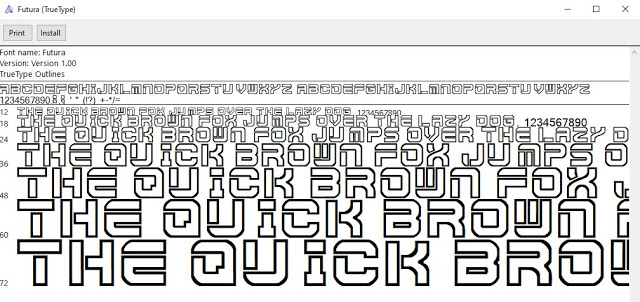 Futura (TrueType)
Print Install
Font name: Futura
Version: Version 1.00
TrueType Outlines
ABCDEFGHIJKLMNOPQRSTUVWXYZ ABCDEFGHIJKLMNOPQRSTUVWXYZ
1234567890 ' " (!?) +-*/=
12 THE QUICK BROWN FOX JUMPS OVER THE LAZY DOG 1234567890
18 THE QUICK BROWN FOX JUMPS OVER THE LAZY DOG 1234567890
24 THE QUICK BROWN FOX JUMPS OVER THE LAZY D
36 THE QUICK BROWN FOX JUMPS O
48 THE QUICK BROWN FOX J
60 THE QUICK BROWN
72 THE QUICK BRO